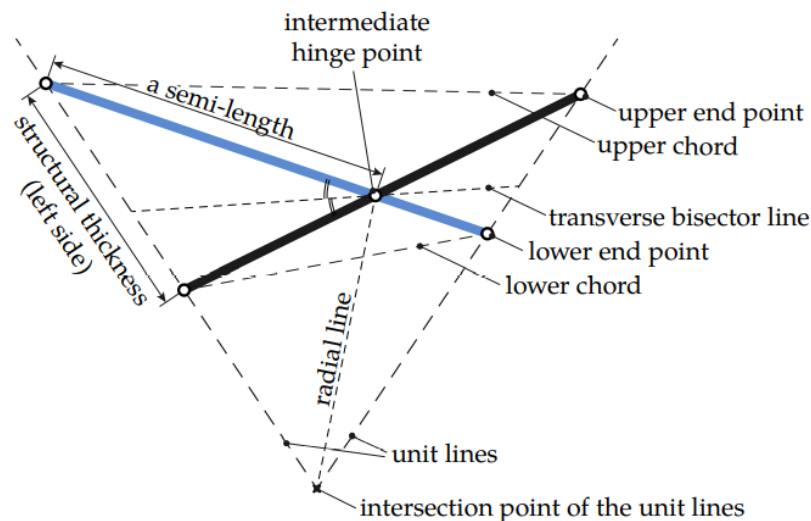 intermediate
hinge point
a semi-length
structural thickness
(left side)
upper end point
upper chord
transverse bisector line
lower end point
lower chord
radial line
unit lines
intersection point of the unit lines